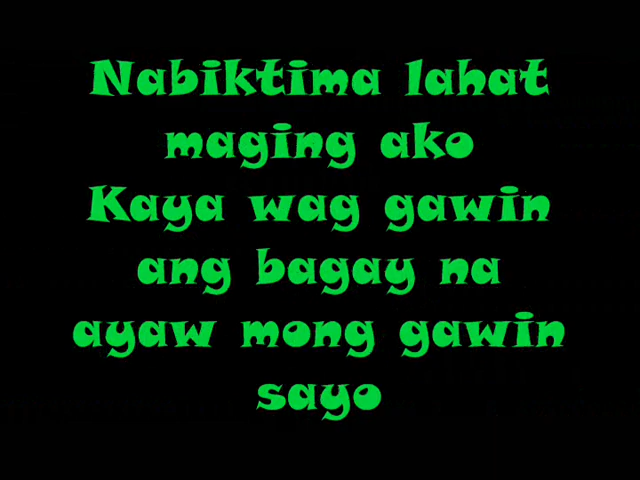 Nabiktima lahat
maging ako
Kaya wag gawin
ang bagay na
ayaw mong gawin
sayo